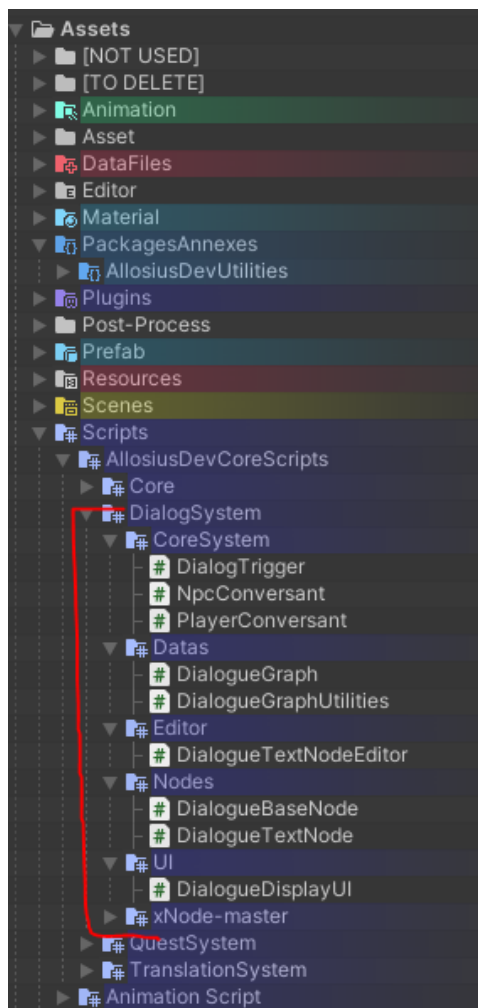 Assets
[NOT USED]
[TO DELETE]
Animation
Asset
DataFiles
Editor
Material
PackagesAnnexes
AllosiusDevUtilities
Plugins
Post-Process
Prefab
Resources
Scenes
Scripts
AllosiusDevCoreScripts
Core
DialogSystem
CoreSystem
DialogTrigger
NpcConversant
PlayerConversant
Datas
DialogueGraph
DialogueGraphUtilities
Editor
DialogueTextNodeEditor
Nodes
DialogueBaseNode
DialogueTextNode
UI
DialogueDisplayUI
xNode-master
QuestSystem
TranslationSystem
Animation Script